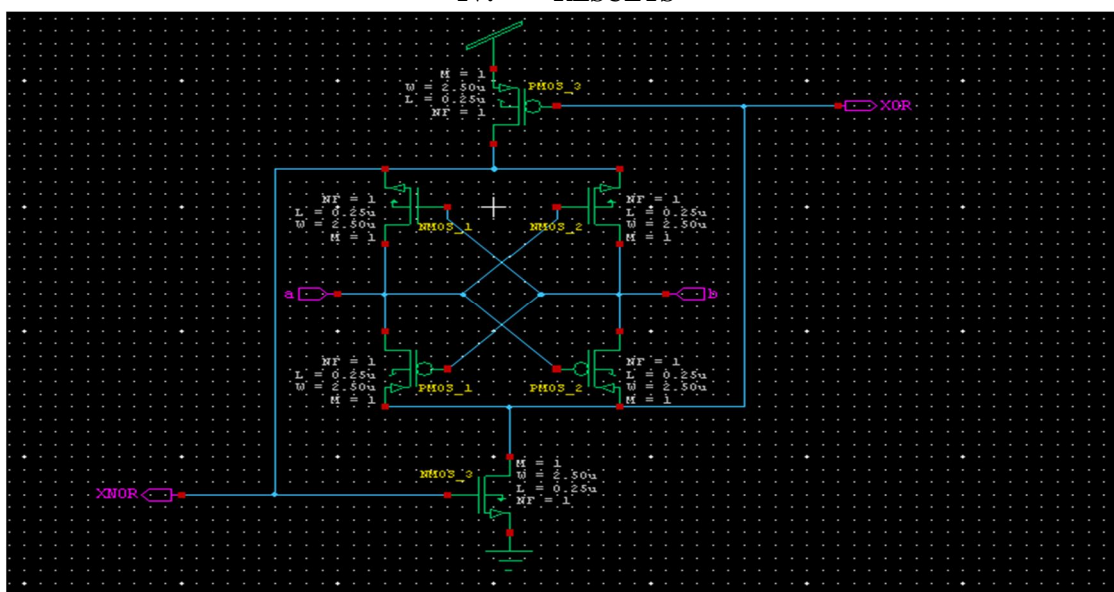 M = 1
W = 2.50u
L = 0.25u
NF = 1
PMOS_3
XOR
NF = 1
L = 0.25u
W = 2.50u
M = 1
NMOS_1
NMOS_2
NF = 1
L = 0.25u
W = 2.50u
M = 1
a
b
NF = 1
L = 0.25u
W = 2.50u
M = 1
PMOS_1
PMOS_2
NF = 1
L = 0.25u
W = 2.50u
M = 1
NMOS_3
M = 1
W = 2.50u
L = 0.25u
NF = 1
XNOR